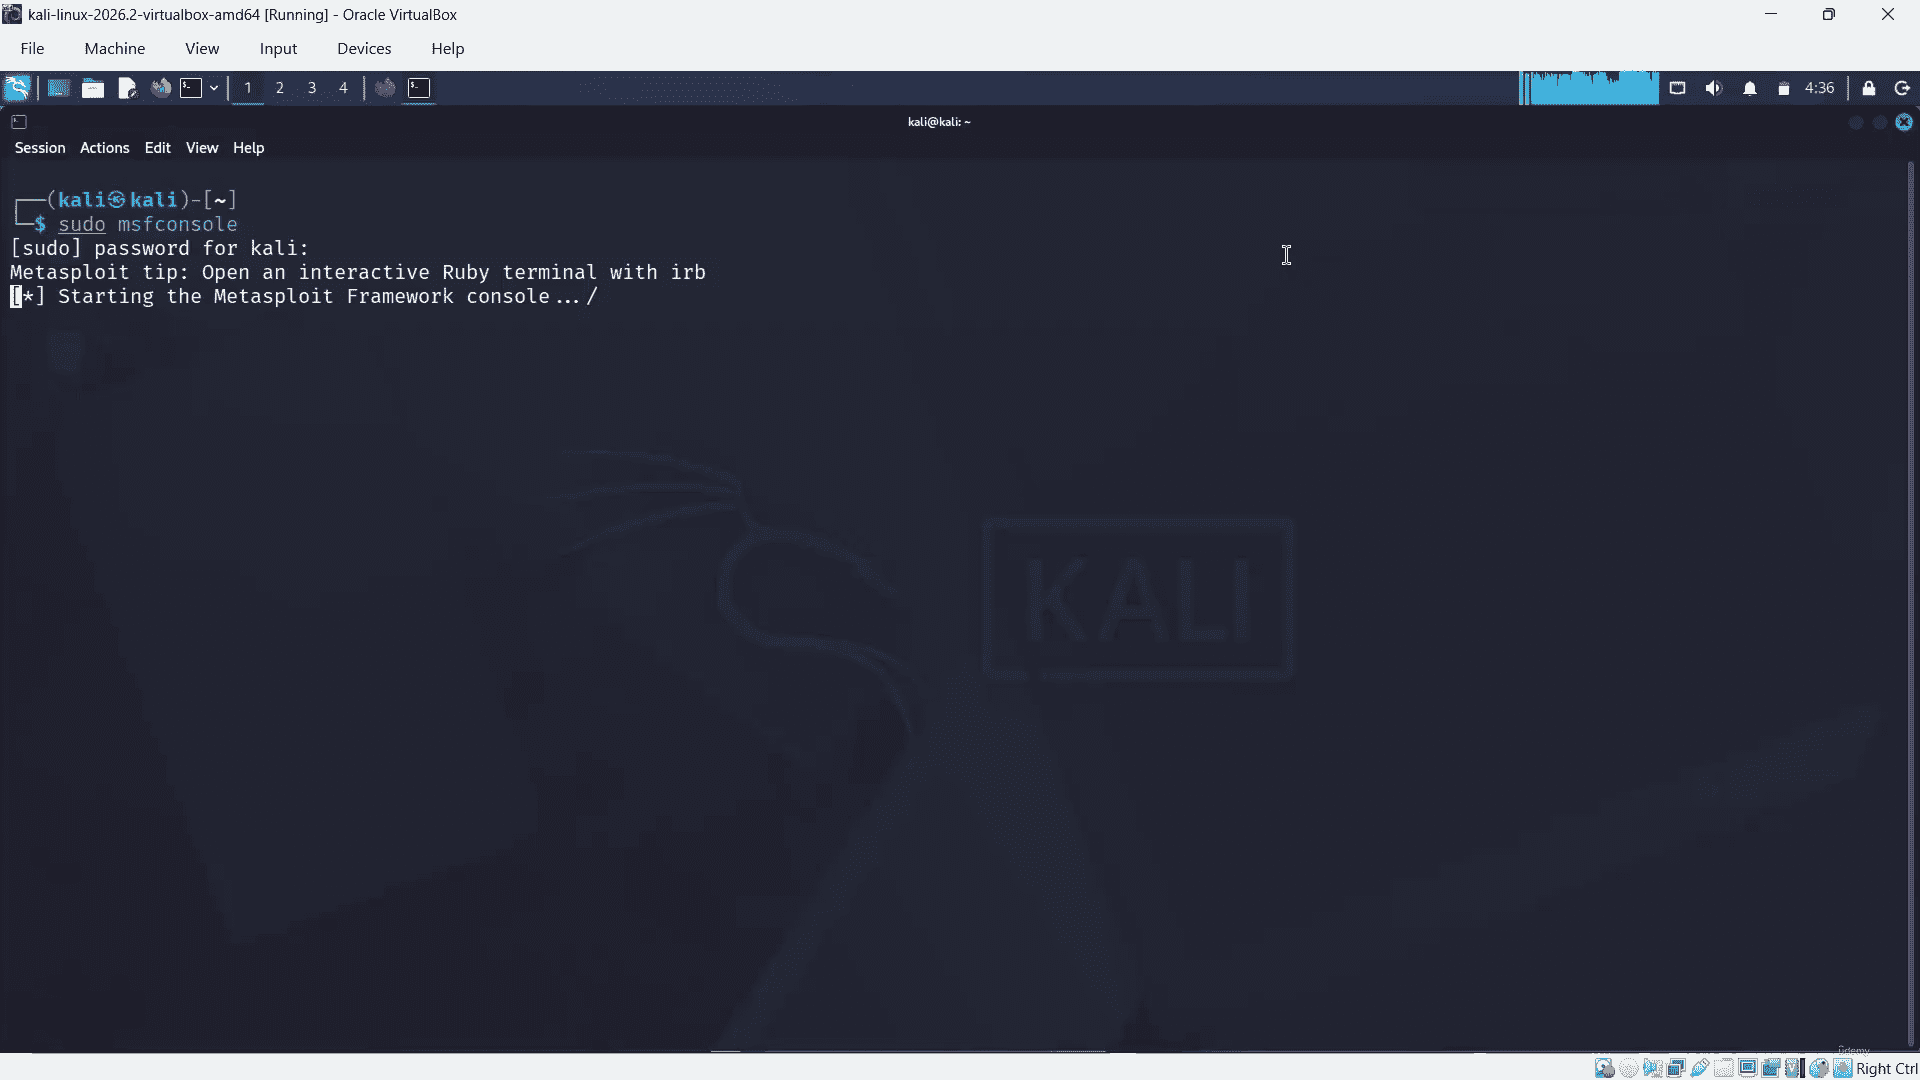 kali-linux-2026.2-virtualbox-amd64 [Running] - Oracle VirtualBox
File Machine View Input Devices Help
1 2 3 4 4:36
kali@kali: ~
Session Actions Edit View Help
┌──(kali㉿kali)-[~]
└─$ sudo msfconsole
[sudo] password for kali:
Metasploit tip: Open an interactive Ruby terminal with irb
[*] Starting the Metasploit Framework console.../
KALI
ûdemy
Right Ctrl